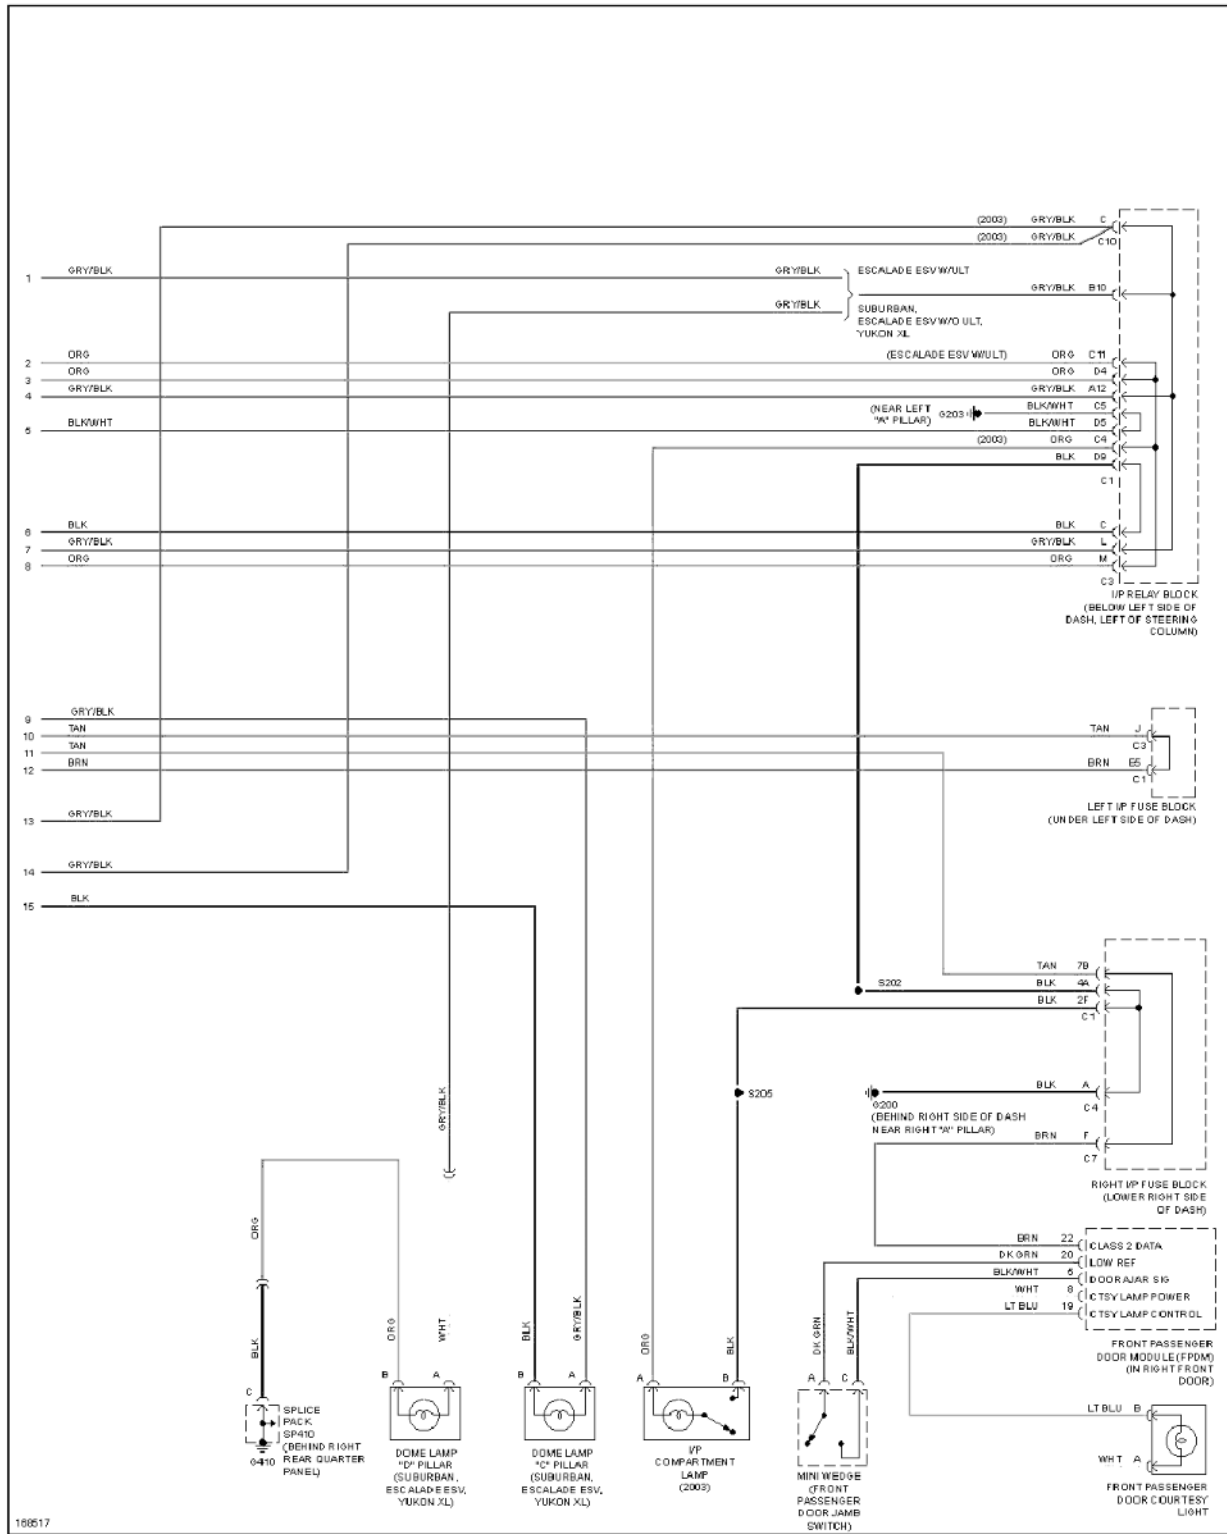 (2003) GRY/BLK C
(2003) GRY/BLK C10
1 GRY/BLK GRY/BLK ESCALADE ESV W/ULT
GRY/BLK B10
GRY/BLK SUBURBAN,
ESCALADE ESV W/O ULT,
YUKON XL
2 ORG (ESCALADE ESV W/ULT) ORG C11
3 ORG ORG D4
4 GRY/BLK GRY/BLK A12
(NEAR LEFT
"A" PILLAR) G203 BLK/WHT C5
5 BLK/WHT BLK/WHT D5
(2003) ORG C4
BLK D9
C1
6 BLK BLK C
7 GRY/BLK GRY/BLK L
8 ORG ORG M
C3
I/P RELAY BLOCK
(BELOW LEFT SIDE OF
DASH, LEFT OF STEERING
COLUMN)
9 GRY/BLK
10 TAN TAN J
C3
11 TAN
12 BRN BRN E5
C1
LEFT I/P FUSE BLOCK
(UNDER LEFT SIDE OF DASH)
13 GRY/BLK
14 GRY/BLK
15 BLK
TAN 7B
S202 BLK 4A
BLK 2F
C1
GRY/BLK
S205
BLK A
C4
G200
(BEHIND RIGHT SIDE OF DASH
NEAR RIGHT "A" PILLAR)
BRN F
C7
RIGHT I/P FUSE BLOCK
(LOWER RIGHT SIDE
OF DASH)
ORG
BRN 22 CLASS 2 DATA
DK GRN 20 LOW REF
BLK/WHT 6 DOOR AJAR SIG
WHT 8 CTSY LAMP POWER
LT BLU 19 CTSY LAMP CONTROL
FRONT PASSENGER
DOOR MODULE (FPDM)
(IN RIGHT FRONT
DOOR)
BLK
ORG
WHT
BLK
GRY/BLK
ORG
BLK
DK GRN
BLK/WHT
C
B A
B A
A B
A C
SPLICE
PACK
SP410
(BEHIND RIGHT
REAR QUARTER
PANEL)
G410
DOME LAMP
"D" PILLAR
(SUBURBAN,
ESCALADE ESV,
YUKON XL)
DOME LAMP
"C" PILLAR
(SUBURBAN,
ESCALADE ESV,
YUKON XL)
I/P
COMPARTMENT
LAMP
(2003)
MINI WEDGE
(FRONT
PASSENGER
DOOR JAMB
SWITCH)
LT BLU B
WHT A
FRONT PASSENGER
DOOR COURTESY
LIGHT
168517